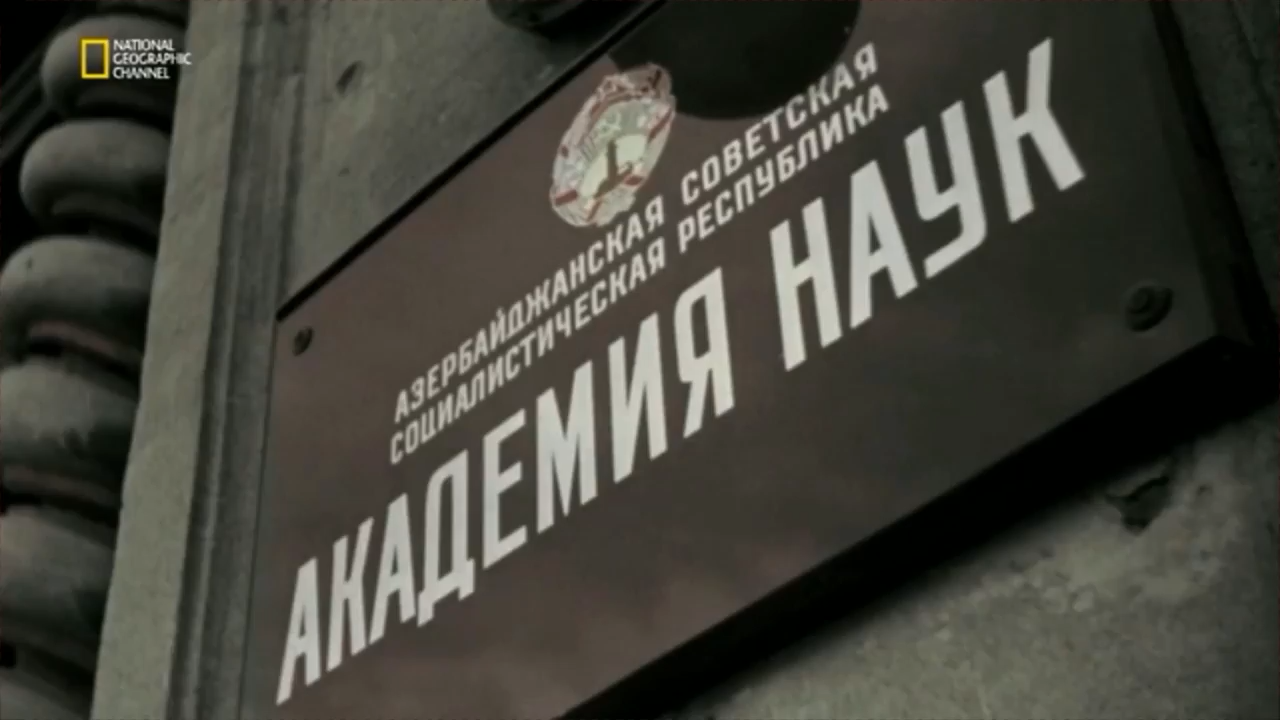 NATIONAL
GEOGRAPHIC
CHANNEL
АЗЕРБАЙДЖАНСКАЯ СОВЕТСКАЯ
СОЦИАЛИСТИЧЕСКАЯ РЕСПУБЛИКА
АКАДЕМИЯ НАУК